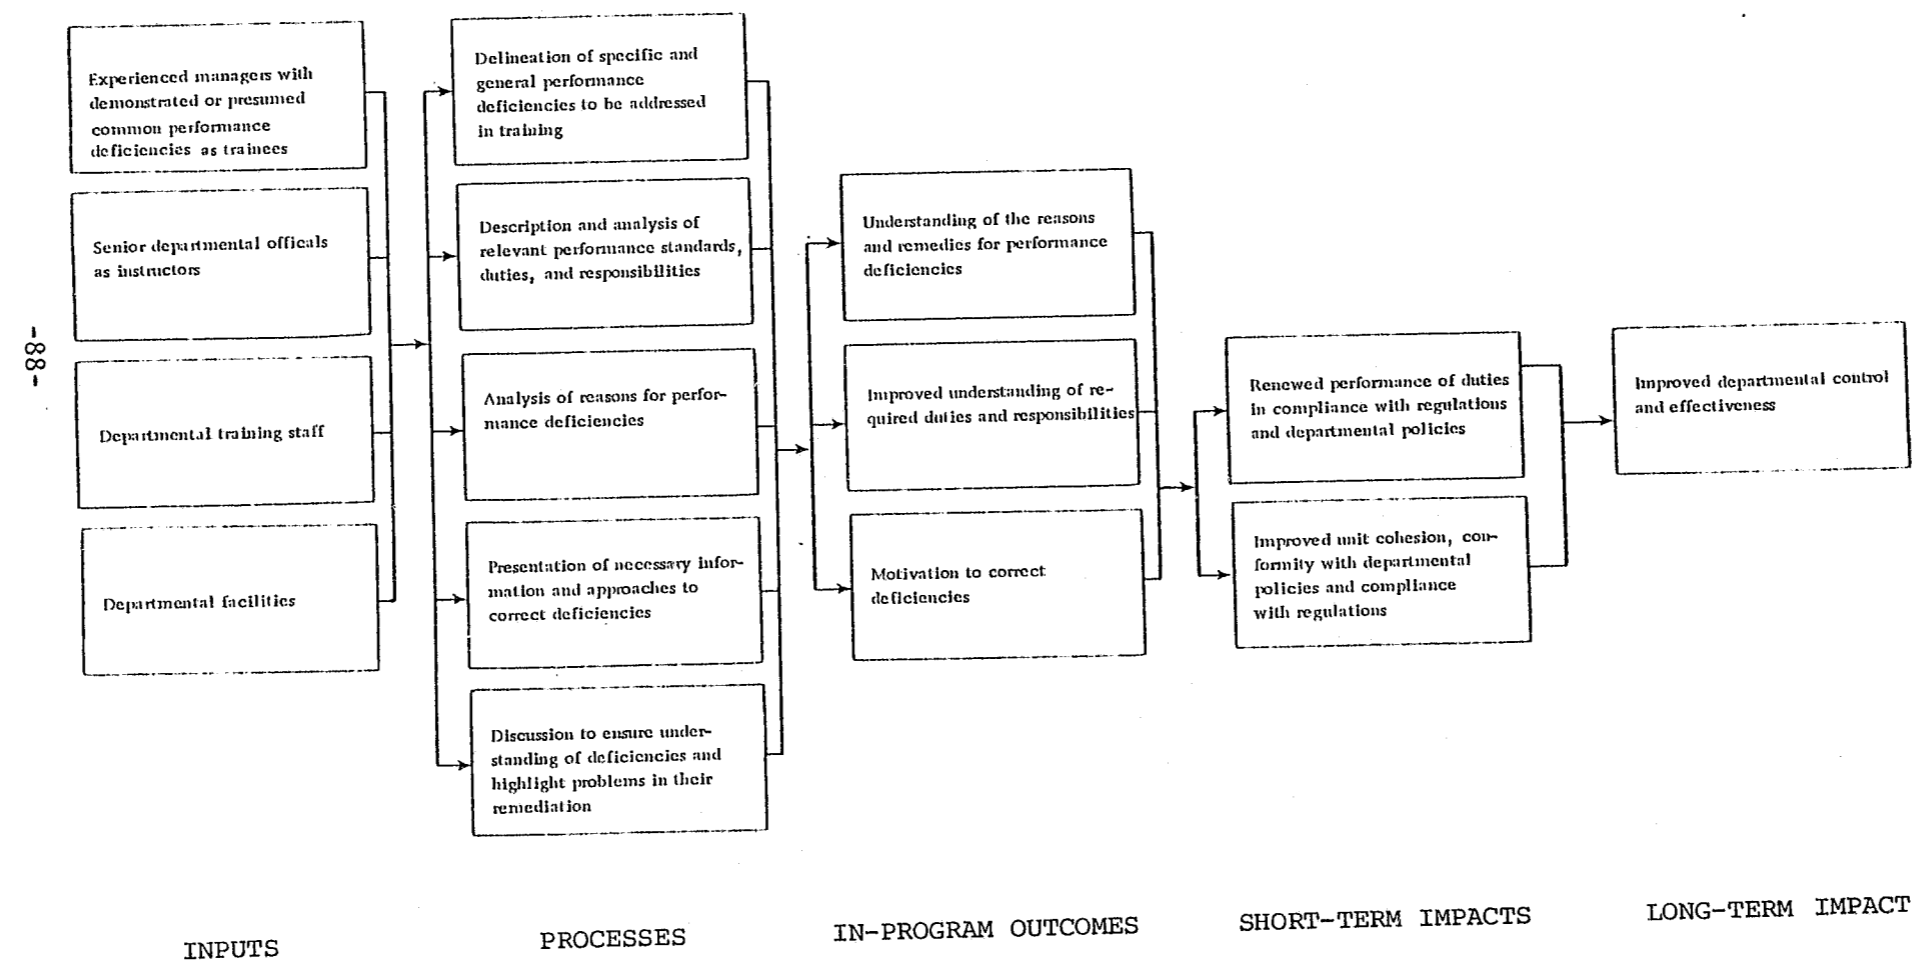 -88-
Experienced managers with
demonstrated or presumed
common performance
deficiencies as trainees
Senior departmental officals
as instructors
Departmental training staff
Departmental facilities
Delineation of specific and
general performance
deficiencies to be addressed
in training
Description and analysis of
relevant performance standards,
duties, and responsibilities
Analysis of reasons for perfor-
mance deficiencies
Presentation of necessary infor-
mation and approaches to
correct deficiencies
Discussion to ensure under-
standing of deficiencies and
highlight problems in their
remediation
Understanding of the reasons
and remedies for performance
deficiencies
Improved understanding of re-
quired duties and responsibilities
Motivation to correct
deficiencies
Renewed performance of duties
in compliance with regulations
and departmental policies
Improved unit cohesion, con-
formity with departmental
policies and compliance
with regulations
Improved departmental control
and effectiveness
INPUTS
PROCESSES
IN-PROGRAM OUTCOMES
SHORT-TERM IMPACTS
LONG-TERM IMPACT